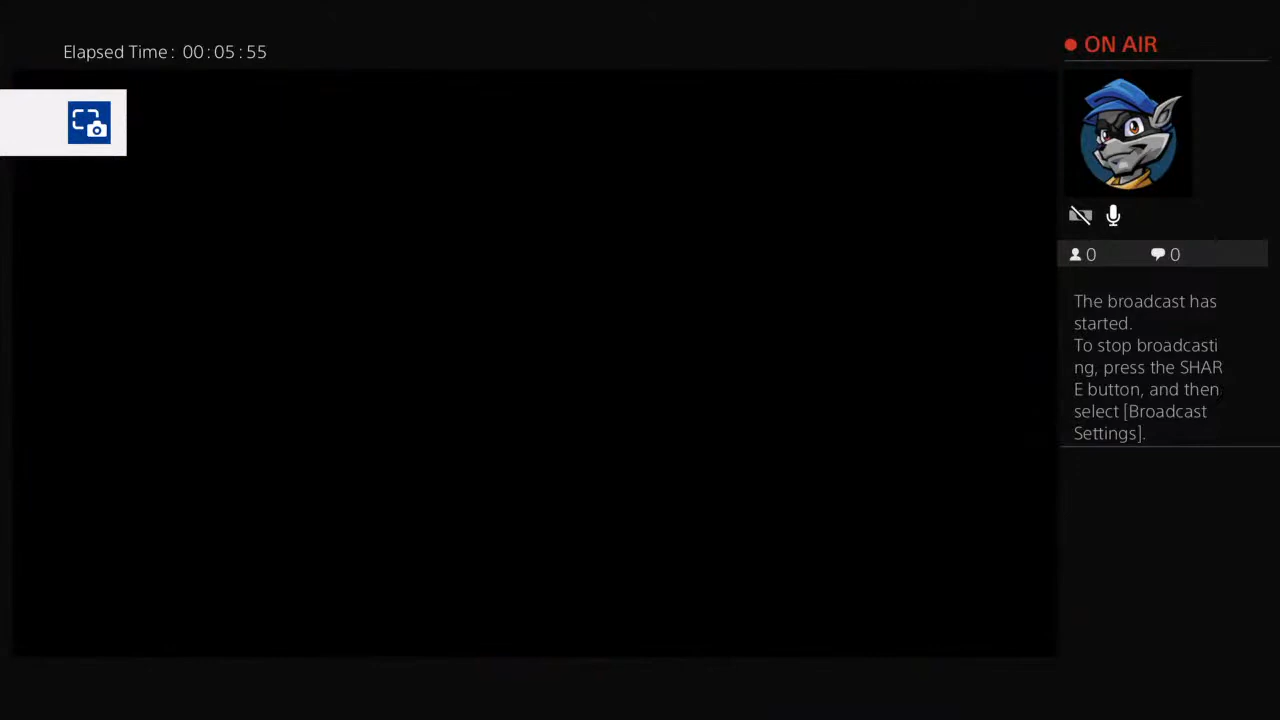 Elapsed Time: 00:05:55
ON AIR
0
0
The broadcast has
started.
To stop broadcasti
ng, press the SHAR
E button, and then
select [Broadcast
Settings].